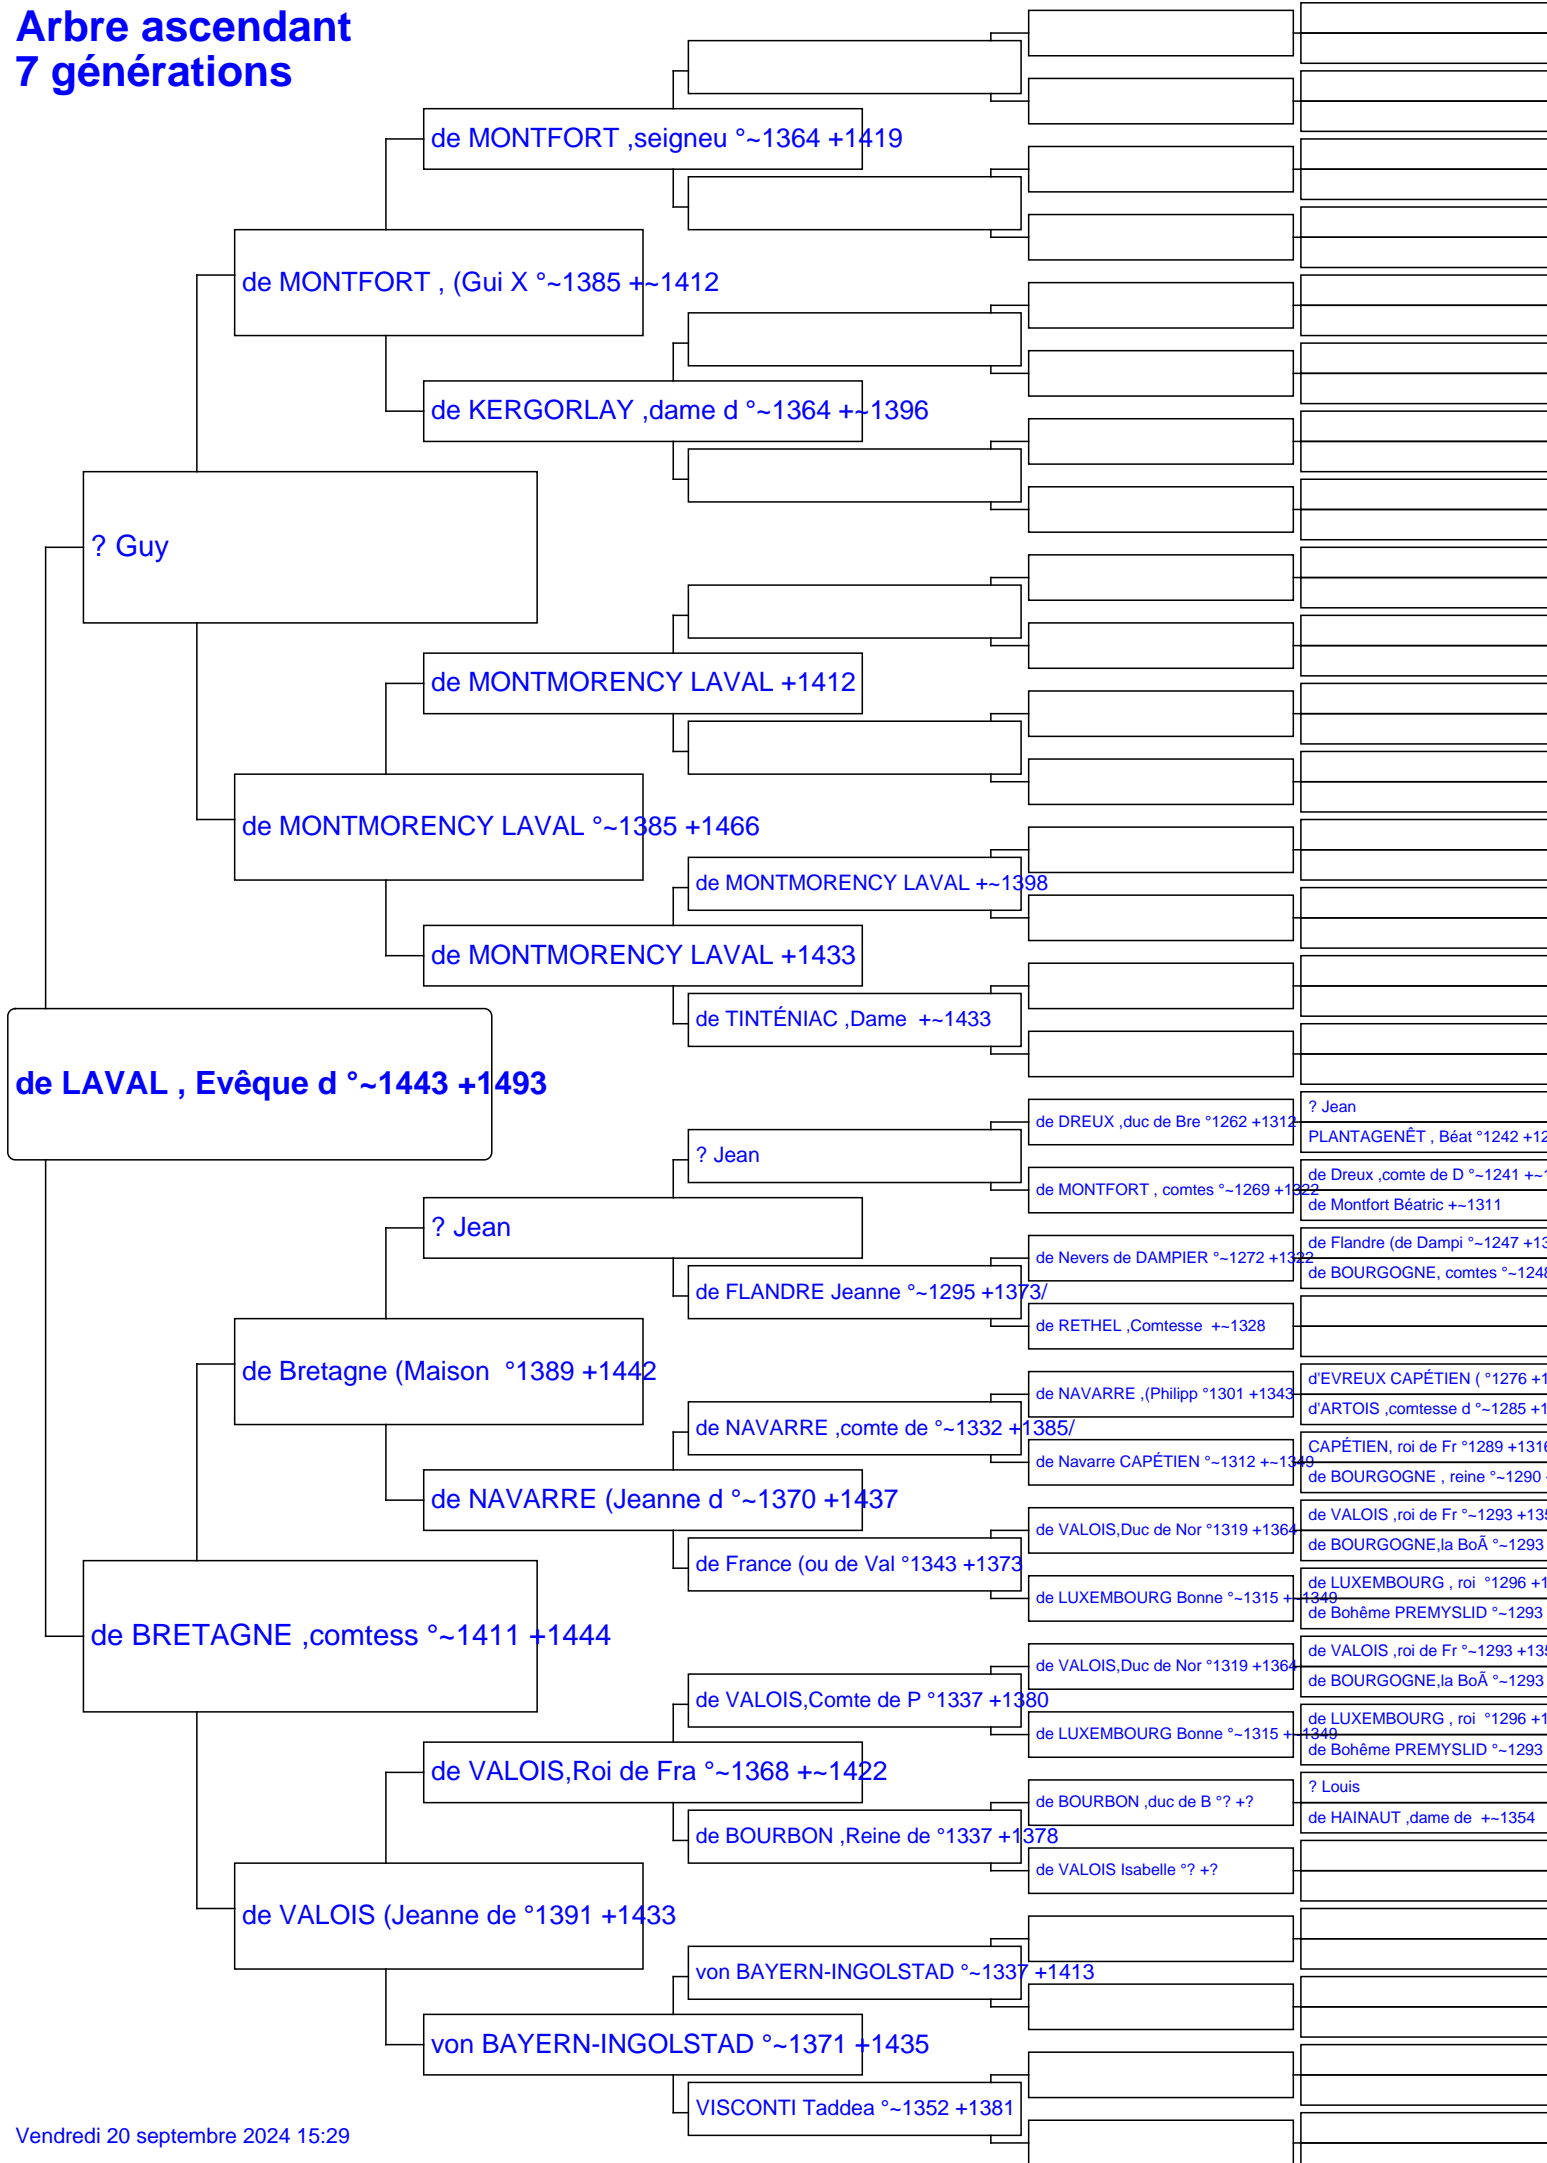 Arbre ascendant
7 générations
de MONTFORT ,seigneu °~1364 +1419
de MONTFORT , (Gui X °~1385 +~1412
de KERGORLAY ,dame d °~1364 +~1396
? Guy
de MONTMORENCY LAVAL +1412
de MONTMORENCY LAVAL °~1385 +1466
de MONTMORENCY LAVAL +~1398
de MONTMORENCY LAVAL +1433
de TINTÉNIAC ,Dame +~1433
de LAVAL , Evêque d °~1443 +1493
de DREUX ,duc de Bre °1262 +1312
? Jean
PLANTAGENÊT , Béat °1242 +12
? Jean
de MONTFORT , comtes °~1269 +1322
de Dreux ,comte de D °~1241 +~1
de Montfort Béatric +~1311
? Jean
de Nevers de DAMPIER °~1272 +1322
de Flandre (de Dampi °~1247 +13
de BOURGOGNE, comtes °~1248
de FLANDRE Jeanne °~1295 +1373/
de RETHEL ,Comtesse +~1328
de Bretagne (Maison °1389 +1442
de NAVARRE ,(Philipp °1301 +1343
d'EVREUX CAPÉTIEN ( °1276 +1
d'ARTOIS ,comtesse d °~1285 +1
de NAVARRE ,comte de °~1332 +1385/
de Navarre CAPÉTIEN °~1312 +~1349
CAPÉTIEN, roi de Fr °1289 +1316
de BOURGOGNE , reine °~1290
de NAVARRE (Jeanne d °~1370 +1437
de VALOIS,Duc de Nor °1319 +1364
de VALOIS ,roi de Fr °~1293 +135
de BOURGOGNE,la BoÃ °~1293
de France (ou de Val °1343 +1373
de LUXEMBOURG Bonne °~1315 +~1349
de LUXEMBOURG , roi °1296 +1
de Bohême PREMYSLID °~1293
de BRETAGNE ,comtess °~1411 +1444
de VALOIS,Duc de Nor °1319 +1364
de VALOIS ,roi de Fr °~1293 +135
de BOURGOGNE,la BoÃ °~1293
de VALOIS,Comte de P °1337 +1380
de LUXEMBOURG Bonne °~1315 +~1349
de LUXEMBOURG , roi °1296 +1
de Bohême PREMYSLID °~1293
de VALOIS,Roi de Fra °~1368 +~1422
de BOURBON ,duc de B °? +?
? Louis
de HAINAUT ,dame de +~1354
de BOURBON ,Reine de °1337 +1378
de VALOIS Isabelle °? +?
de VALOIS (Jeanne de °1391 +1433
von BAYERN-INGOLSTAD °~1337 +1413
von BAYERN-INGOLSTAD °~1371 +1435
VISCONTI Taddea °~1352 +1381
Vendredi 20 septembre 2024 15:29